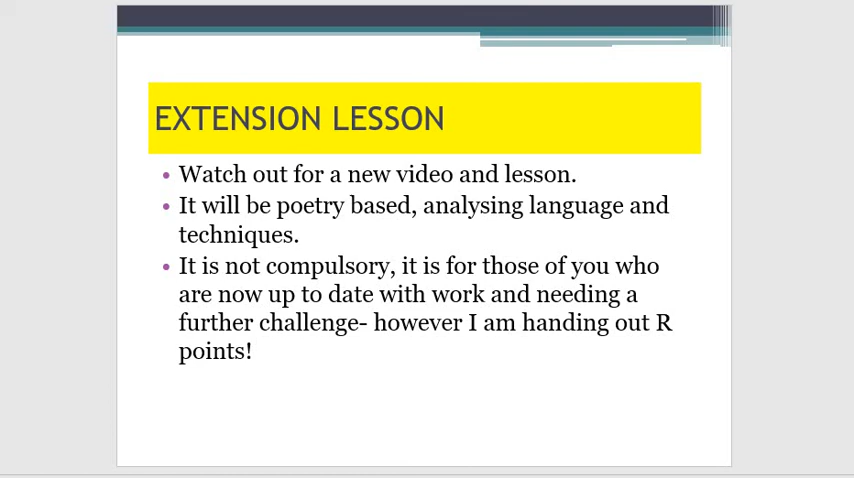 EXTENSION LESSON
• Watch out for a new video and lesson.
• It will be poetry based, analysing language and
techniques.
• It is not compulsory, it is for those of you who
are now up to date with work and needing a
further challenge- however I am handing out R
points!